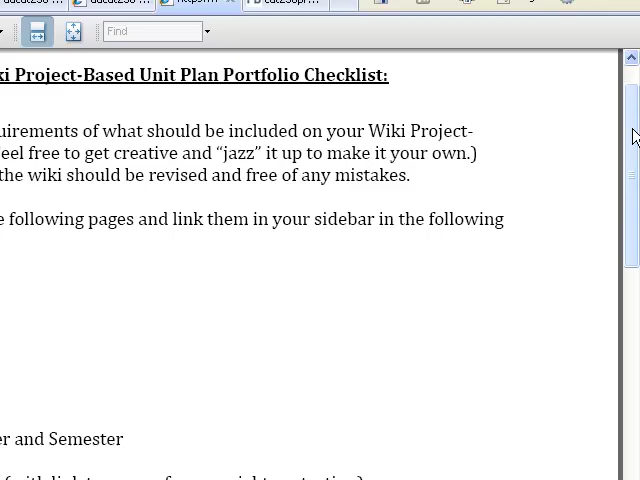 Find
ki Project-Based Unit Plan Portfolio Checklist:
uirements of what should be included on your Wiki Project-
eel free to get creative and “jazz” it up to make it your own.)
the wiki should be revised and free of any mistakes.
e following pages and link them in your sidebar in the following
er and Semester